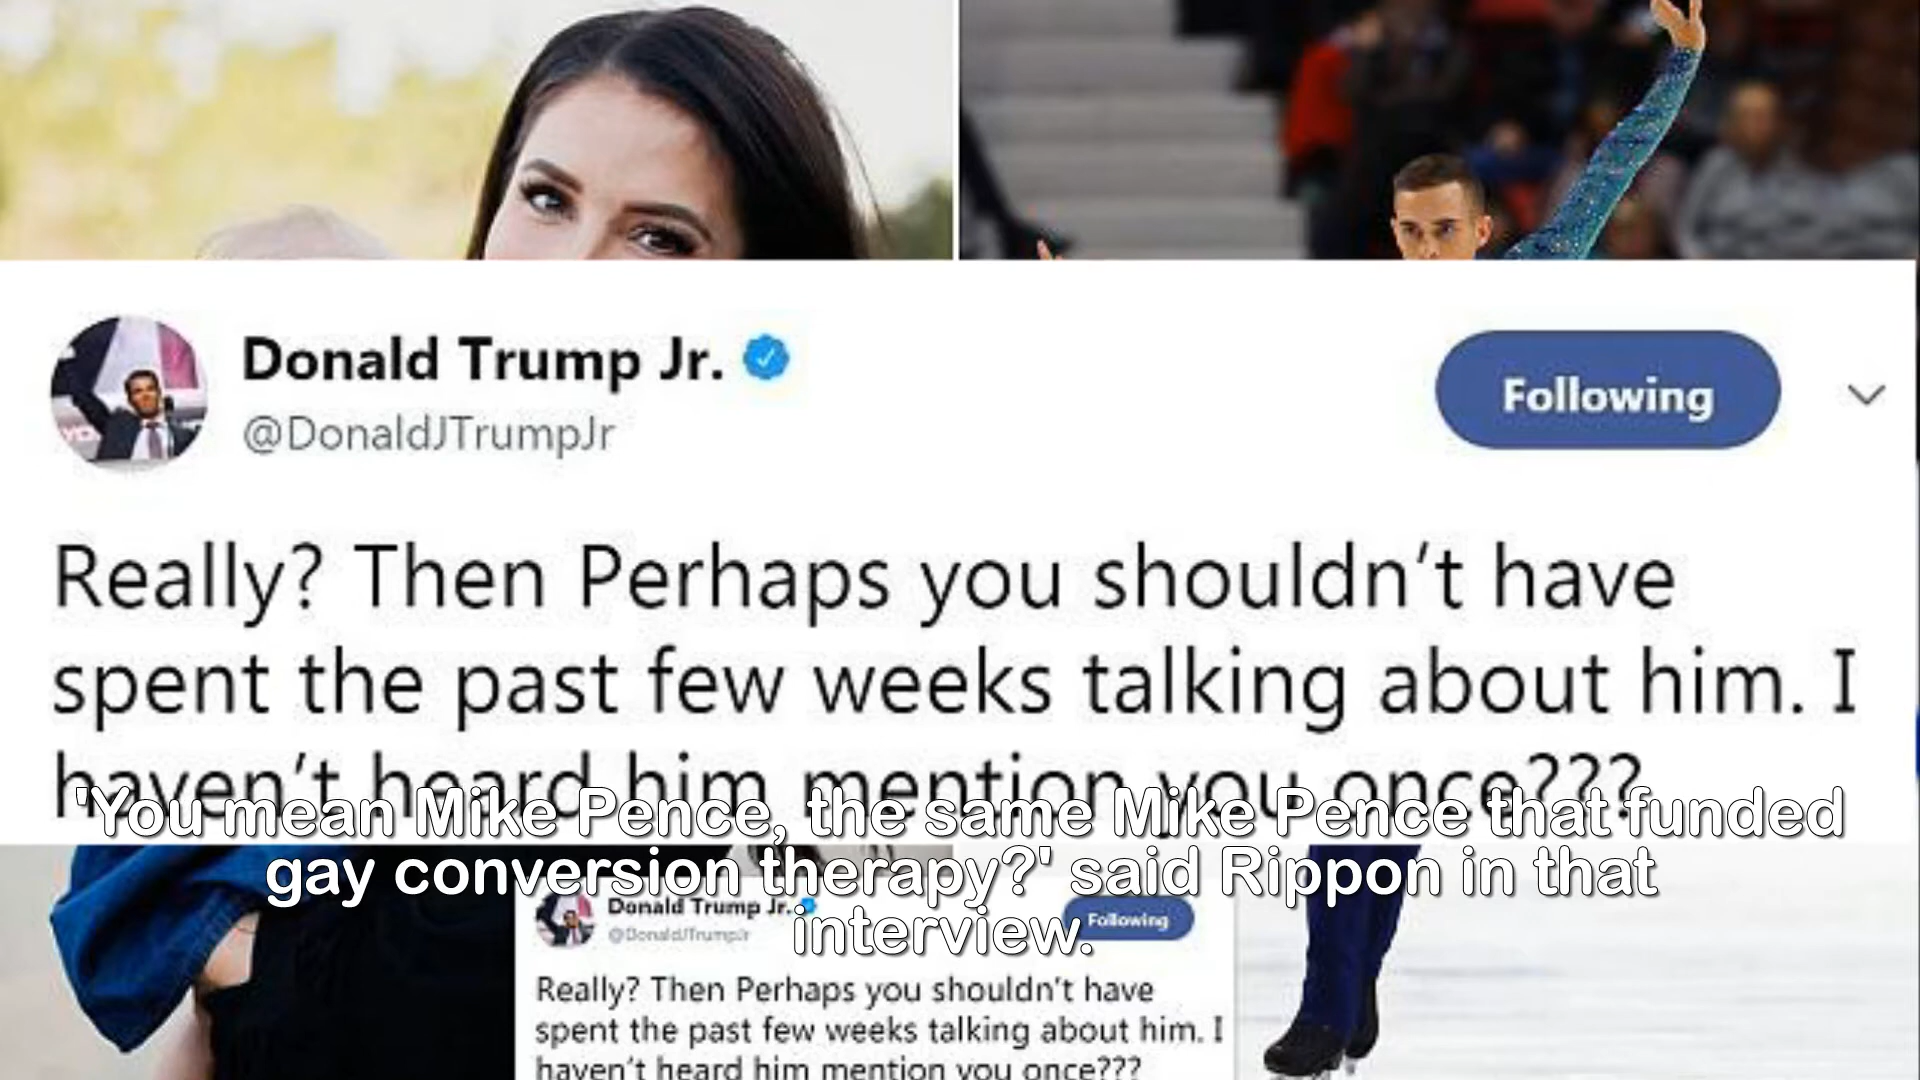 Donald Trump Jr.
@DonaldJTrumpJr
Following
Really? Then Perhaps you shouldn't have
spent the past few weeks talking about him. I
haven't heard him mention you once???
'You mean Mike Pence, the same Mike Pence that funded
gay conversion therapy?' said Rippon in that
interview.
Donald Trump Jr.
@DonaldJTrumpJr
Following
Really? Then Perhaps you shouldn't have
spent the past few weeks talking about him. I
haven't heard him mention you once???